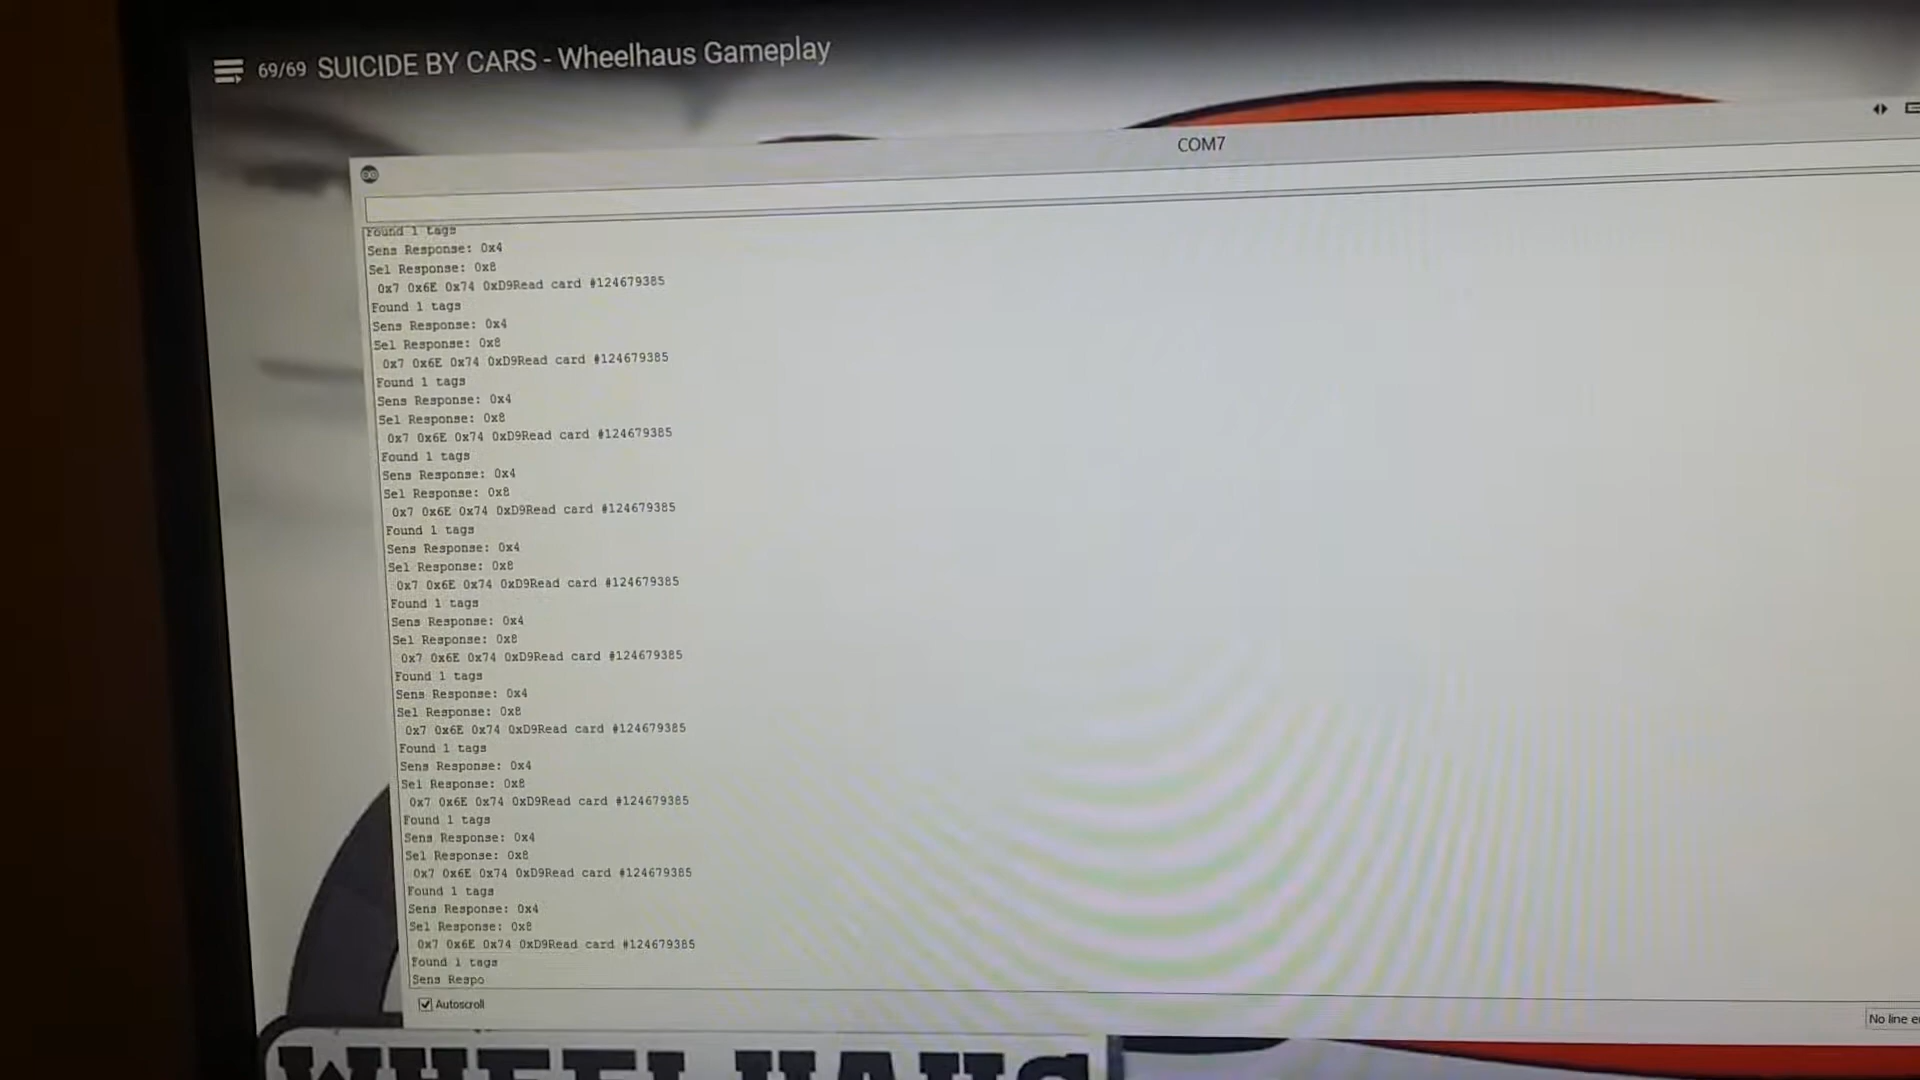 69/69 SUICIDE BY CARS - Wheelhaus Gameplay
COM7
Found 1 tags
Sens Response: 0x4
Sel Response: 0x8
0x7 0x6E 0x74 0xD9Read card #124679385
Found 1 tags
Sens Response: 0x4
Sel Response: 0x8
0x7 0x6E 0x74 0xD9Read card #124679385
Found 1 tags
Sens Response: 0x4
Sel Response: 0x8
0x7 0x6E 0x74 0xD9Read card #124679385
Found 1 tags
Sens Response: 0x4
Sel Response: 0x8
0x7 0x6E 0x74 0xD9Read card #124679385
Found 1 tags
Sens Response: 0x4
Sel Response: 0x8
0x7 0x6E 0x74 0xD9Read card #124679385
Found 1 tags
Sens Response: 0x4
Sel Response: 0x8
0x7 0x6E 0x74 0xD9Read card #124679385
Found 1 tags
Sens Response: 0x4
Sel Response: 0x8
0x7 0x6E 0x74 0xD9Read card #124679385
Found 1 tags
Sens Response: 0x4
Sel Response: 0x8
0x7 0x6E 0x74 0xD9Read card #124679385
Found 1 tags
Sens Response: 0x4
Sel Response: 0x8
0x7 0x6E 0x74 0xD9Read card #124679385
Found 1 tags
Sens Response: 0x4
Sel Response: 0x8
0x7 0x6E 0x74 0xD9Read card #124679385
Found 1 tags
Sens Respo
Autoscroll
No line e
WHEEL HAUS